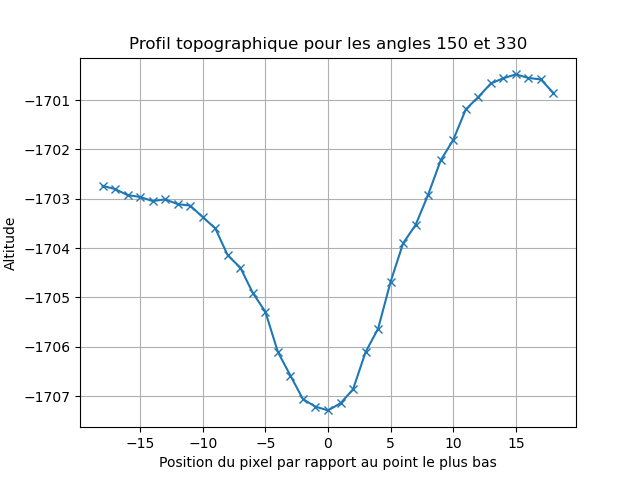 Profil topographique pour les angles 150 et 330
Altitude
−1701
−1702
−1703
−1704
−1705
−1706
−1707
−15 −10 −5 0 5 10 15
Position du pixel par rapport au point le plus bas